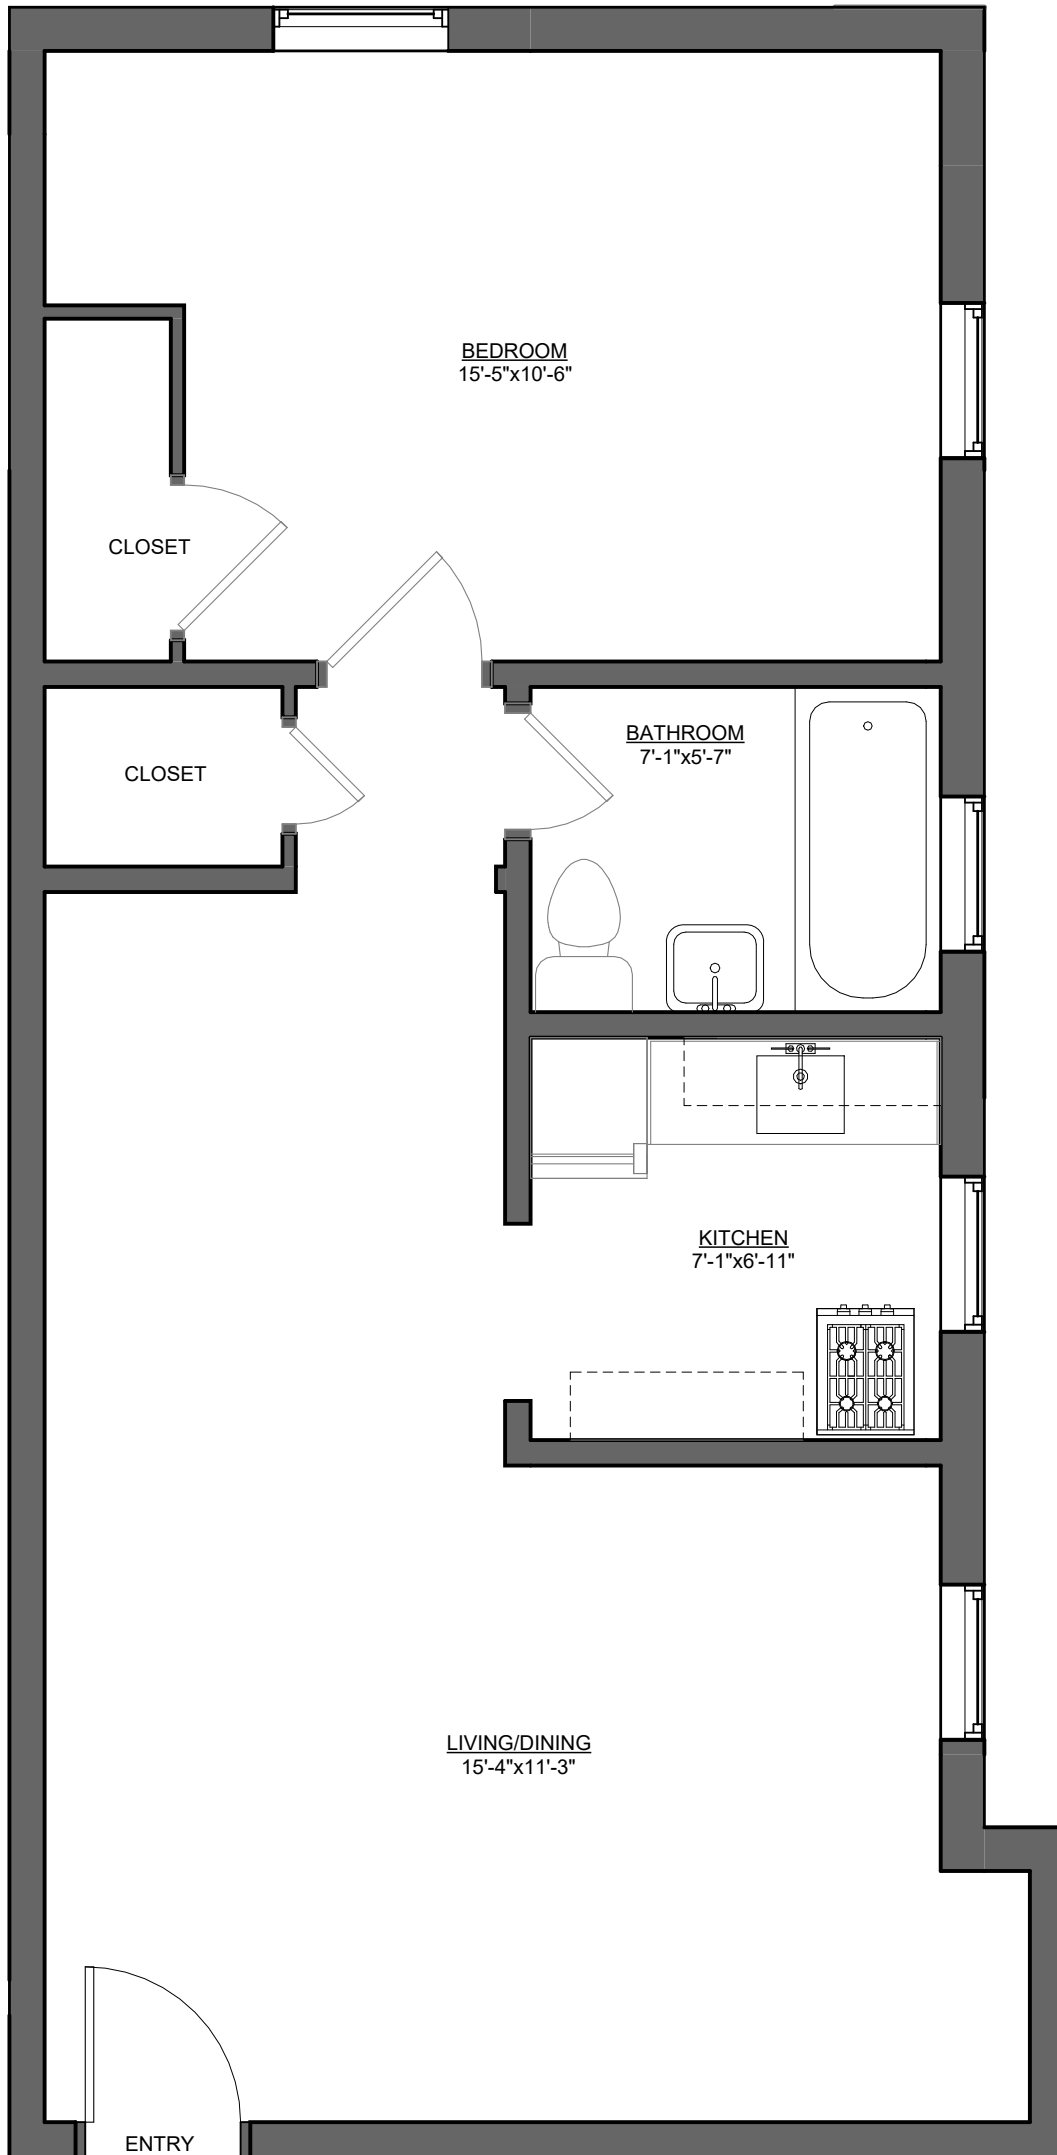 BEDROOM
15'-5"x10'-6"
CLOSET
BATHROOM
7'-1"x5'-7"
CLOSET
KITCHEN
7'-1"x6'-11"
LIVING/DINING
15'-4"x11'-3"
ENTRY